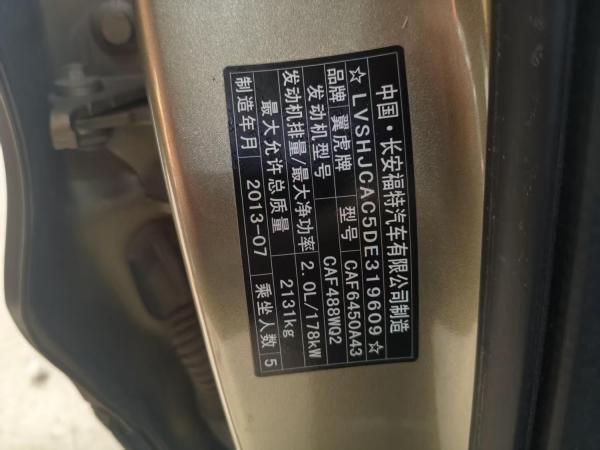 中国·长安福特汽车有限公司制造
☆LVSHJCAC5DE319609☆
品牌 翼虎牌 型号 CAF6450A43
发动机型号 CAF488WQ2
发动机排量/最大净功率 2.0L/178kW
最大允许总质量 2131kg
制造年月 2013-07 乘坐人数 5